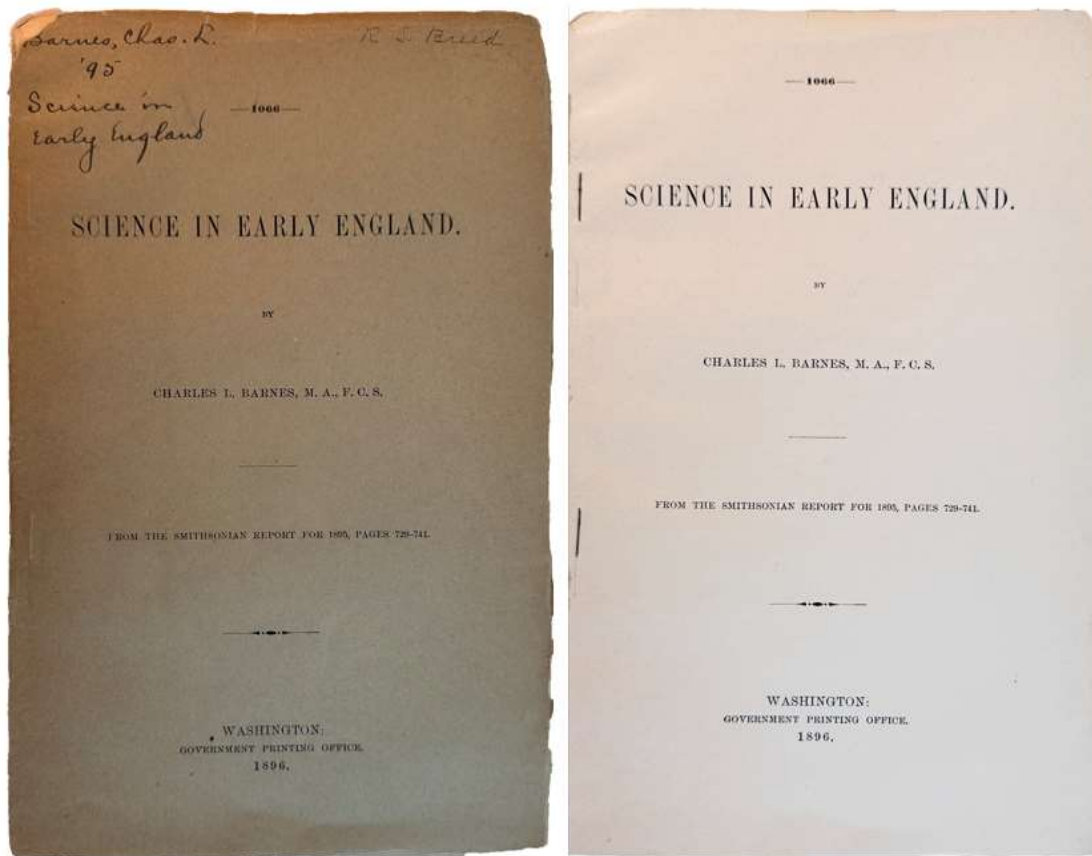 Barnes, Chas. L.
R S. Breed
'95
Science in
Early England
—1066—
SCIENCE IN EARLY ENGLAND.
BY
CHARLES L. BARNES, M. A., F. C. S.
FROM THE SMITHSONIAN REPORT FOR 1895, PAGES 729–741.
WASHINGTON:
GOVERNMENT PRINTING OFFICE.
1896.
—1066—
SCIENCE IN EARLY ENGLAND.
BY
CHARLES L. BARNES, M. A., F. C. S.
FROM THE SMITHSONIAN REPORT FOR 1895, PAGES 729–741.
WASHINGTON:
GOVERNMENT PRINTING OFFICE.
1896.